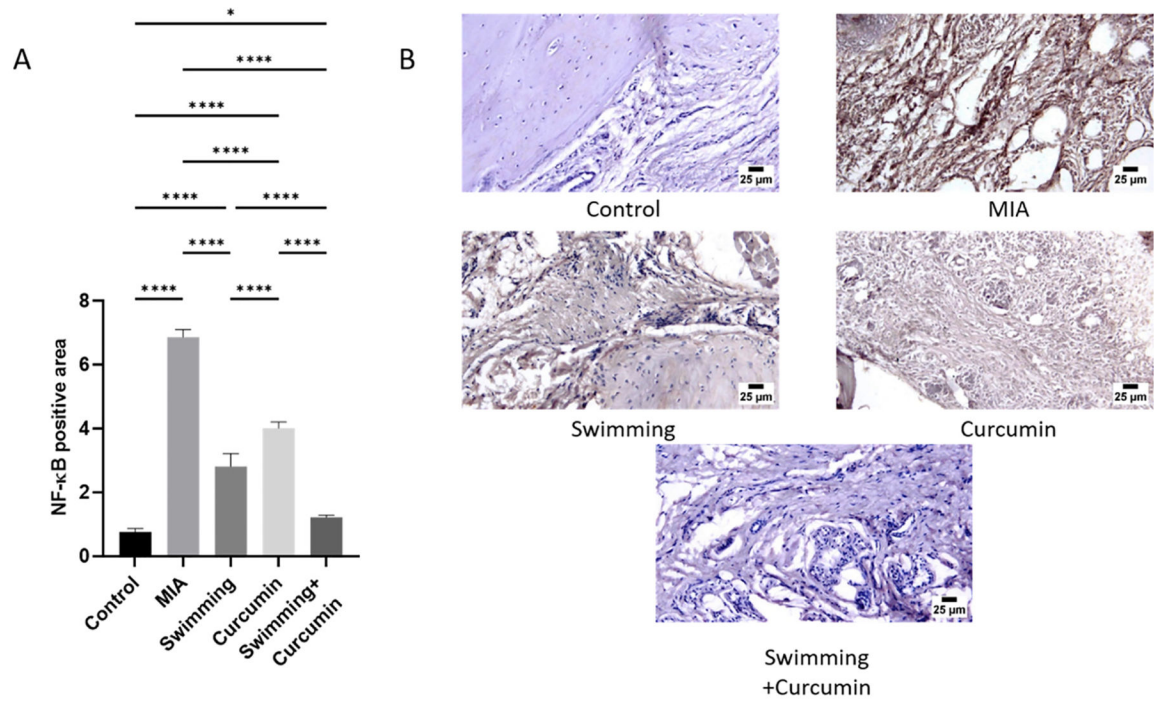 A
*
****
****
****
**** ****
**** ****
**** ****
8
6
4
2
0
NF-κB positive area
Control
MIA
Swimming
Curcumin
Swimming+
Curcumin
B
25 µm
Control
25 µm
MIA
25 µm
Swimming
25 µm
Curcumin
25 µm
Swimming
+Curcumin